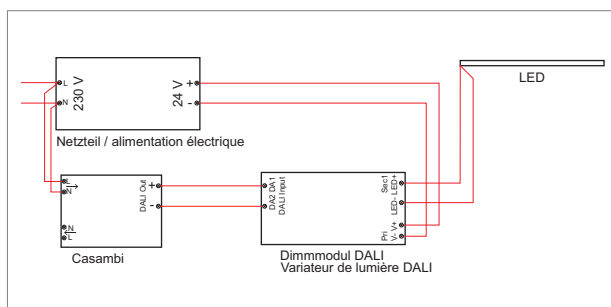 L
N
230 V
24 V
+
-
Netzteil / alimentation électrique
LED
L
N
N
L
DALI Out
+
-
Casambi
DA2 DA1
DALI Input
Sec1
LED- LED+
Pri
V- V+
Dimmmodul DALI
Variateur de lumière DALI